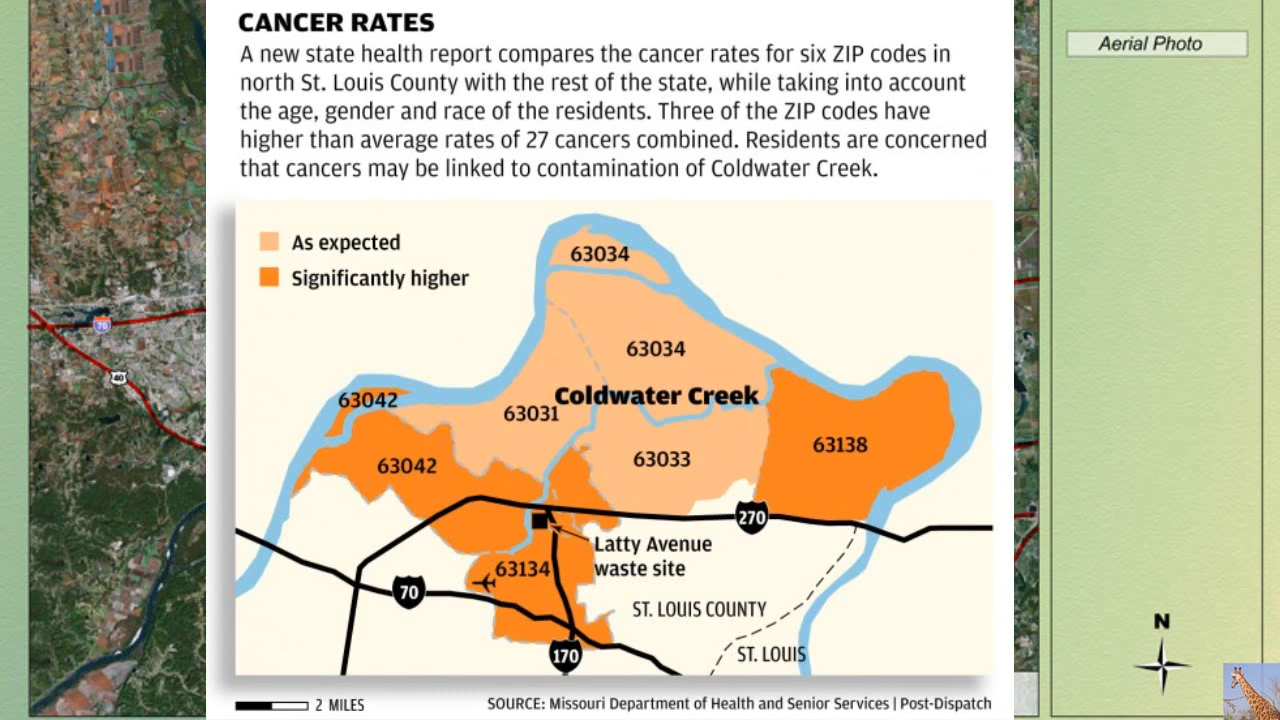 CANCER RATES
A new state health report compares the cancer rates for six ZIP codes in
north St. Louis County with the rest of the state, while taking into account
the age, gender and race of the residents. Three of the ZIP codes have
higher than average rates of 27 cancers combined. Residents are concerned
that cancers may be linked to contamination of Coldwater Creek.
Aerial Photo
As expected
Significantly higher
63034
63034
63042
Coldwater Creek
63031
63042
63033
63138
270
Latty Avenue
waste site
63134
70
ST. LOUIS COUNTY
170
ST. LOUIS
70
40
N
2 MILES
SOURCE: Missouri Department of Health and Senior Services | Post-Dispatch